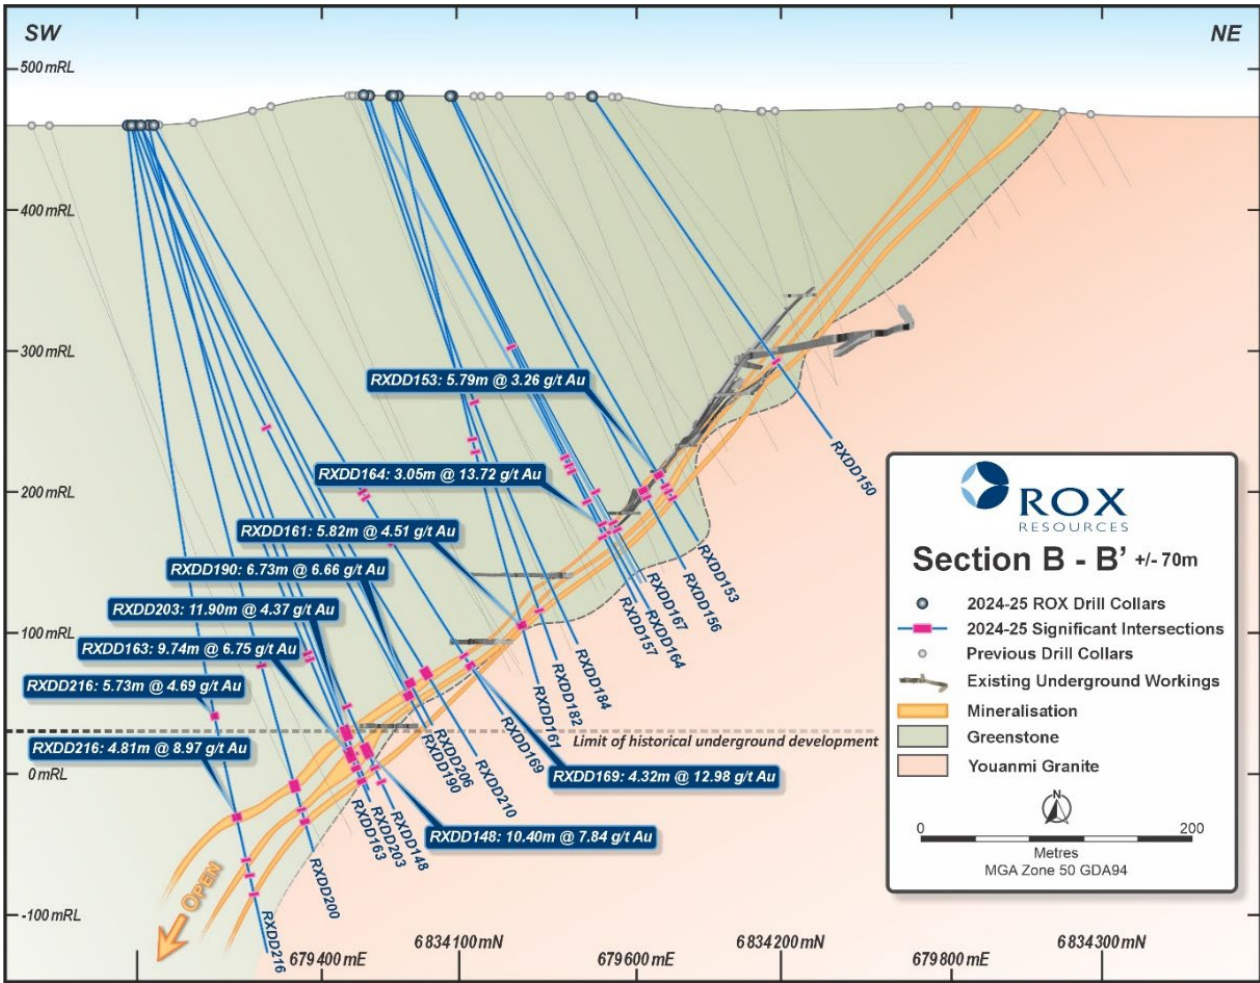 SW
NE
500 mRL
400 mRL
300 mRL
200 mRL
100 mRL
0 mRL
-100 mRL
RXDD153: 5.79m @ 3.26 g/t Au
RXDD164: 3.05m @ 13.72 g/t Au
RXDD161: 5.82m @ 4.51 g/t Au
RXDD190: 6.73m @ 6.66 g/t Au
RXDD203: 11.90m @ 4.37 g/t Au
RXDD163: 9.74m @ 6.75 g/t Au
RXDD216: 5.73m @ 4.69 g/t Au
RXDD216: 4.81m @ 8.97 g/t Au
RXDD169: 4.32m @ 12.98 g/t Au
RXDD148: 10.40m @ 7.84 g/t Au
Limit of historical underground development
RXDD150
RXDD153
RXDD156
RXDD167
RXDD164
RXDD157
RXDD184
RXDD182
RXDD161
RXDD169
RXDD206
RXDD190
RXDD210
RXDD148
RXDD203
RXDD163
RXDD200
RXDD216
OPEN
679400 mE
6834100 mN
679600 mE
6834200 mN
679800 mE
6834300 mN
ROX
RESOURCES
Section B - B' +/- 70m
2024-25 ROX Drill Collars
2024-25 Significant Intersections
Previous Drill Collars
Existing Underground Workings
Mineralisation
Greenstone
Youanmi Granite
N
0 200
Metres
MGA Zone 50 GDA94